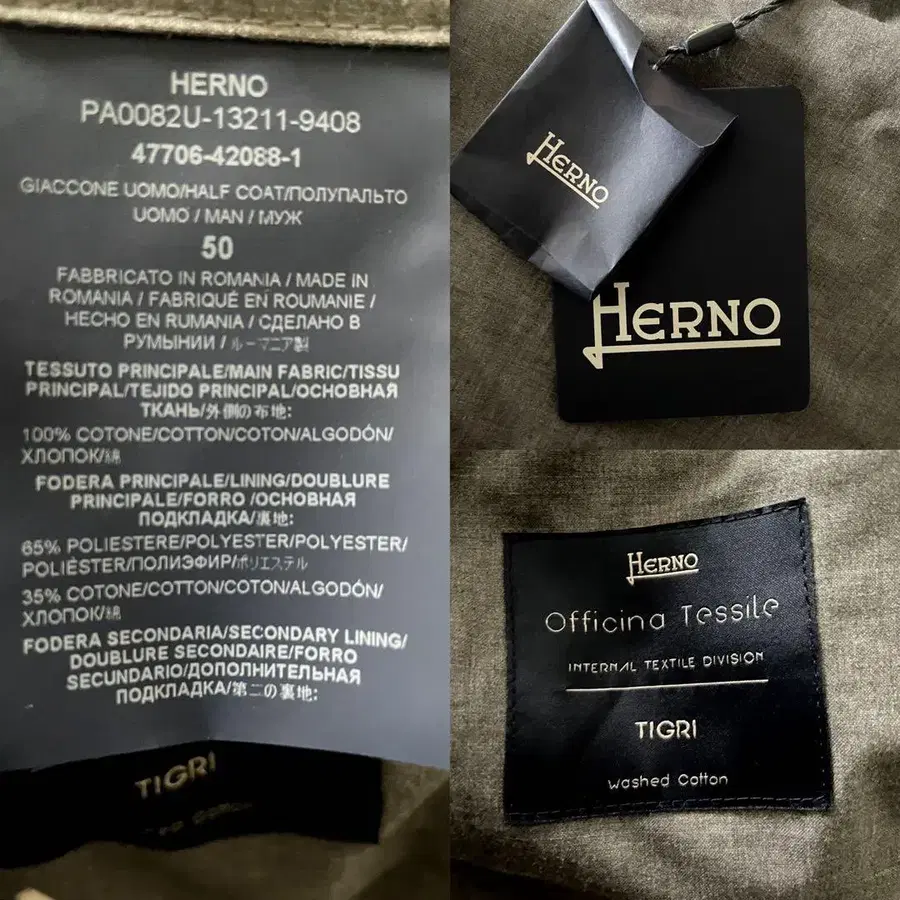 HERNO
PA0082U-13211-9408
47706-42088-1
GIACCONE UOMO/HALF COAT/ПОЛУПАЛЬТО
UOMO / MAN / МУЖ
50
FABBRICATO IN ROMANIA / MADE IN
ROMANIA / FABRIQUÉ EN ROUMANIE /
HECHO EN RUMANIA / СДЕЛАНО В
РУМЫНИИ / ルーマニア製
TESSUTO PRINCIPALE/MAIN FABRIC/TISSU
PRINCIPAL/TEJIDO PRINCIPAL/ОСНОВНАЯ
ТКАНЬ/外側の布地:
100% COTONE/COTTON/COTON/ALGODÓN/
ХЛОПОК/綿
FODERA PRINCIPALE/LINING/DOUBLURE
PRINCIPALE/FORRO /ОСНОВНАЯ
ПОДКЛАДКА/裏地:
65% POLIESTERE/POLYESTER/POLYESTER/
POLIÉSTER/ПОЛИЭФИР/ポリエステル
35% COTONE/COTTON/COTON/ALGODÓN/
ХЛОПОК/綿
FODERA SECONDARIA/SECONDARY LINING/
DOUBLURE SECONDAIRE/FORRO
SECUNDARIO/ДОПОЛНИТЕЛЬНАЯ
ПОДКЛАДКА/第二の裏地:
TIGRI
HERNO
HERNO
HERNO
Officina Tessile
INTERNAL TEXTILE DIVISION
TIGRI
Washed Cotton